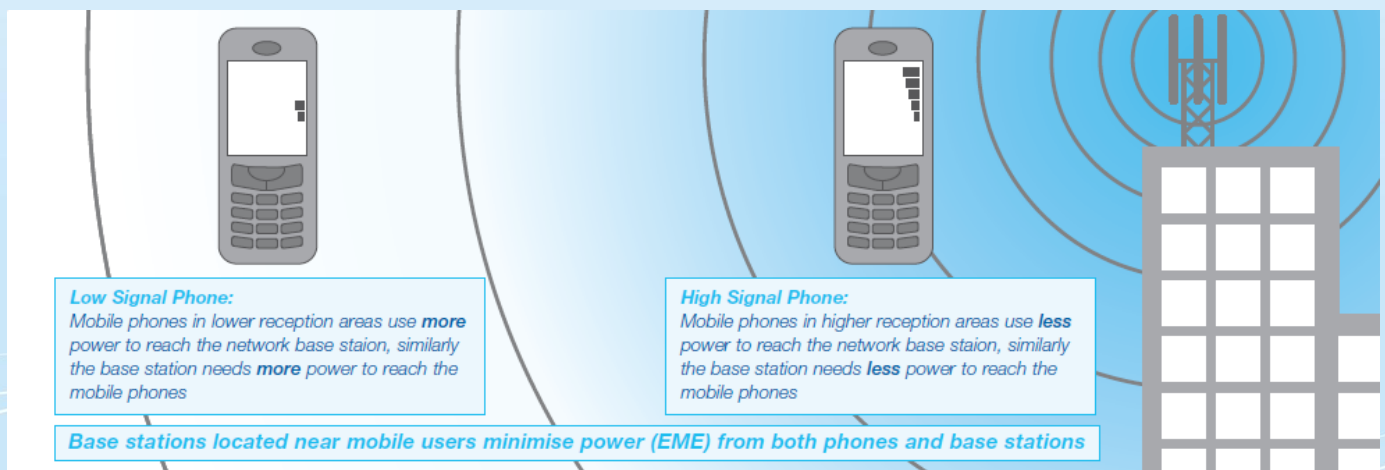 Low Signal Phone:
Mobile phones in lower reception areas use more
power to reach the network base staion, similarly
the base station needs more power to reach the
mobile phones
High Signal Phone:
Mobile phones in higher reception areas use less
power to reach the network base staion, similarly
the base station needs less power to reach the
mobile phones
Base stations located near mobile users minimise power (EME) from both phones and base stations